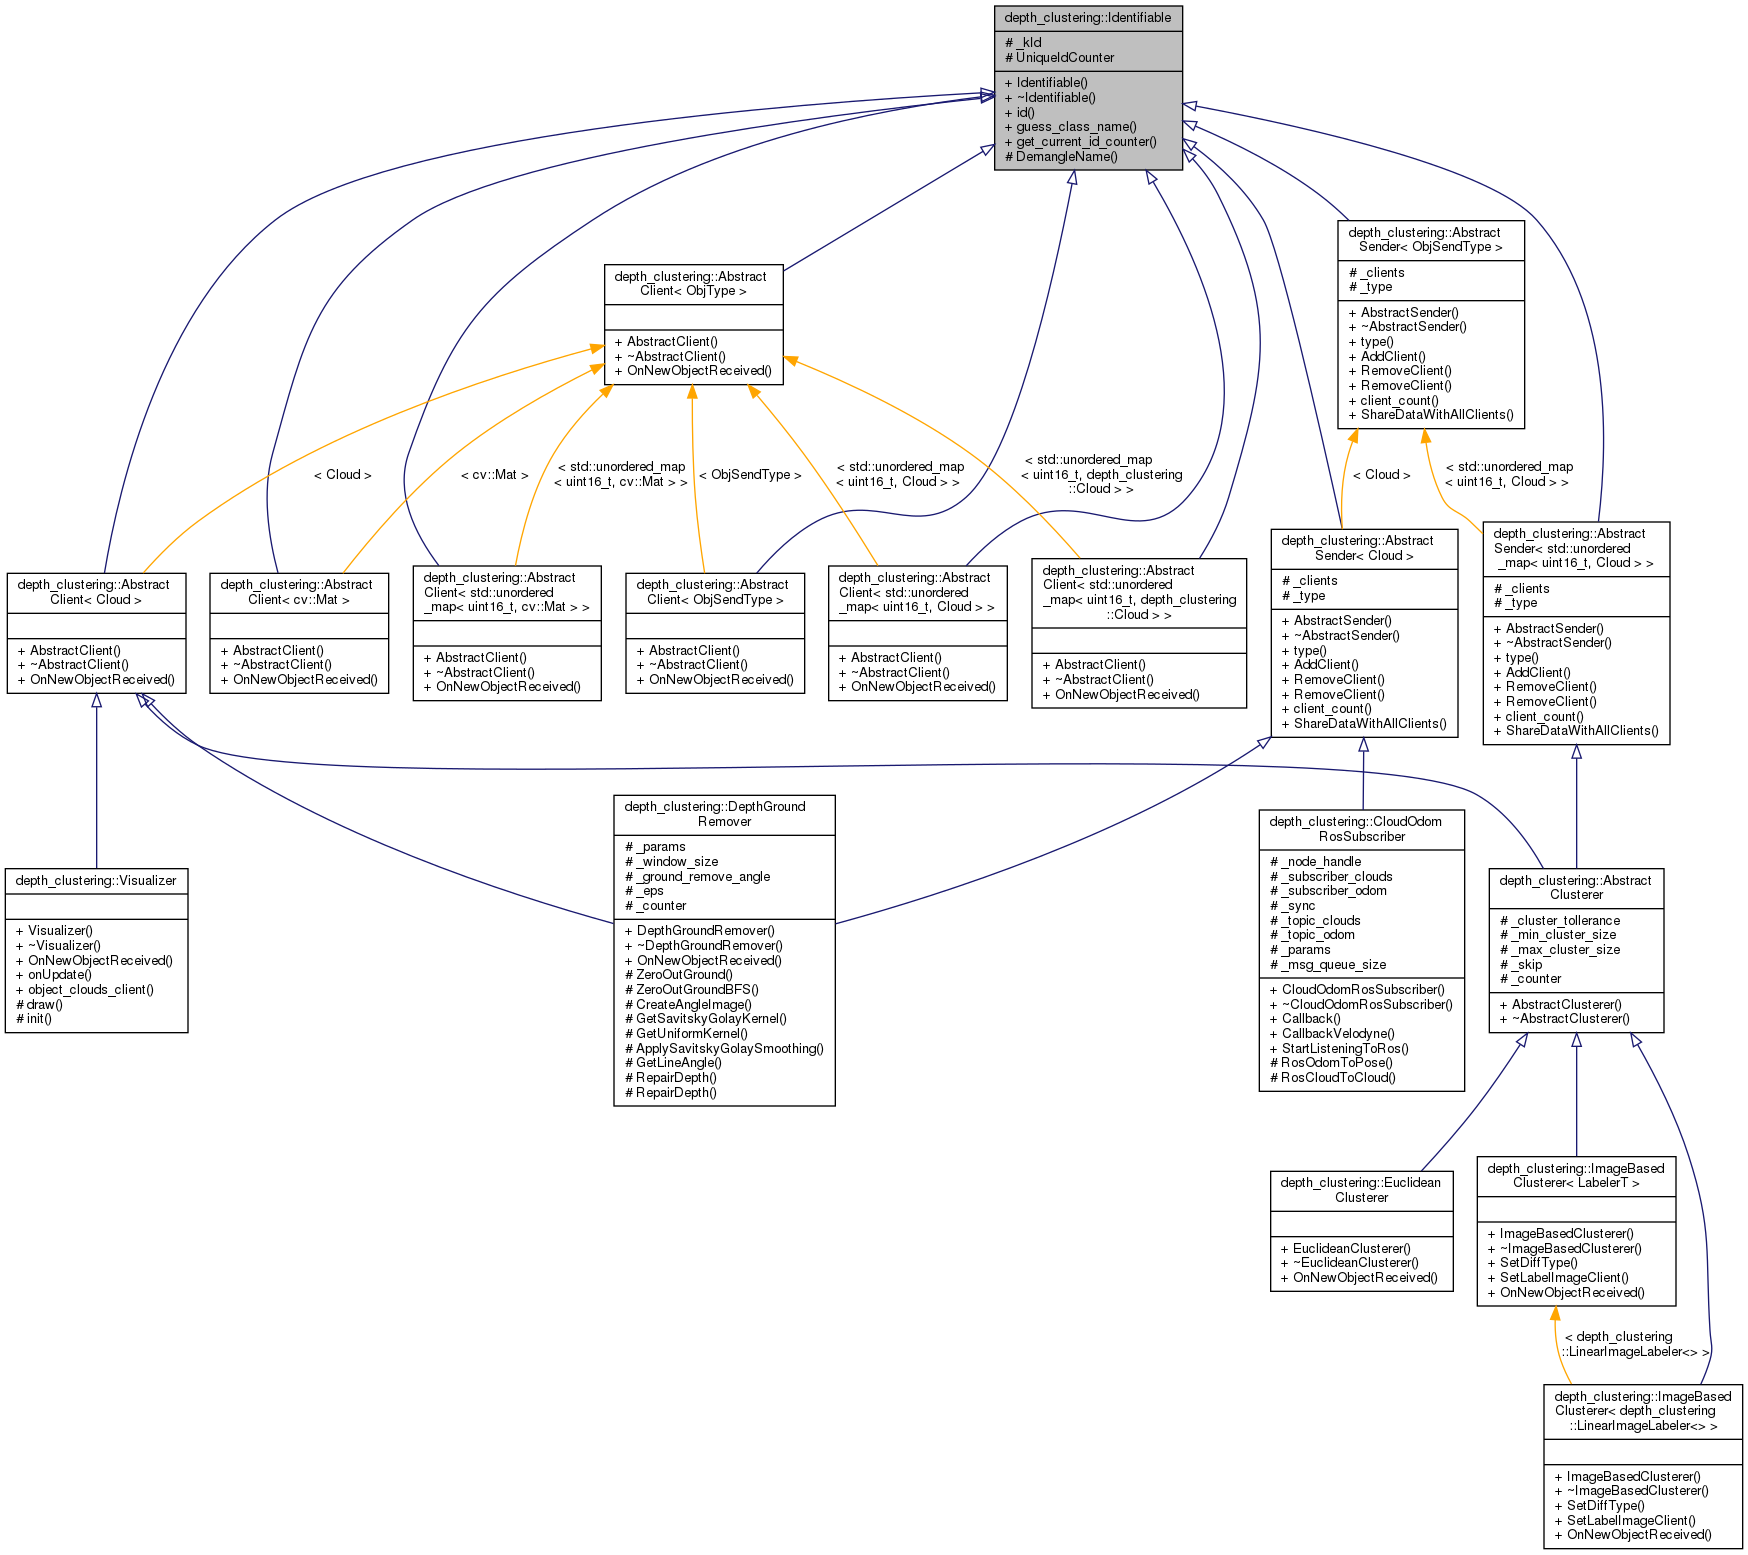 depth_clustering::Identifiable
# _kId
# UniqueIdCounter
+ Identifiable()
+ ~Identifiable()
+ id()
+ guess_class_name()
+ get_current_id_counter()
# DemangleName()
depth_clustering::Abstract
Sender< ObjSendType >
# _clients
# _type
+ AbstractSender()
+ ~AbstractSender()
+ type()
+ AddClient()
+ RemoveClient()
+ RemoveClient()
+ client_count()
+ ShareDataWithAllClients()
depth_clustering::Abstract
Client< ObjType >
+ AbstractClient()
+ ~AbstractClient()
+ OnNewObjectReceived()
< Cloud >
< cv::Mat >
< std::unordered_map
< uint16_t, cv::Mat > >
< ObjSendType >
< std::unordered_map
< uint16_t, Cloud > >
< std::unordered_map
< uint16_t, depth_clustering
::Cloud > >
< Cloud >
< std::unordered_map
< uint16_t, Cloud > >
depth_clustering::Abstract
Client< Cloud >
+ AbstractClient()
+ ~AbstractClient()
+ OnNewObjectReceived()
depth_clustering::Abstract
Client< cv::Mat >
+ AbstractClient()
+ ~AbstractClient()
+ OnNewObjectReceived()
depth_clustering::Abstract
Client< std::unordered
_map< uint16_t, cv::Mat > >
+ AbstractClient()
+ ~AbstractClient()
+ OnNewObjectReceived()
depth_clustering::Abstract
Client< ObjSendType >
+ AbstractClient()
+ ~AbstractClient()
+ OnNewObjectReceived()
depth_clustering::Abstract
Client< std::unordered
_map< uint16_t, Cloud > >
+ AbstractClient()
+ ~AbstractClient()
+ OnNewObjectReceived()
depth_clustering::Abstract
Client< std::unordered
_map< uint16_t, depth_clustering
::Cloud > >
+ AbstractClient()
+ ~AbstractClient()
+ OnNewObjectReceived()
depth_clustering::Abstract
Sender< Cloud >
# _clients
# _type
+ AbstractSender()
+ ~AbstractSender()
+ type()
+ AddClient()
+ RemoveClient()
+ RemoveClient()
+ client_count()
+ ShareDataWithAllClients()
depth_clustering::Abstract
Sender< std::unordered
_map< uint16_t, Cloud > >
# _clients
# _type
+ AbstractSender()
+ ~AbstractSender()
+ type()
+ AddClient()
+ RemoveClient()
+ RemoveClient()
+ client_count()
+ ShareDataWithAllClients()
depth_clustering::Visualizer
+ Visualizer()
+ ~Visualizer()
+ OnNewObjectReceived()
+ onUpdate()
+ object_clouds_client()
# draw()
# init()
depth_clustering::DepthGround
Remover
# _params
# _window_size
# _ground_remove_angle
# _eps
# _counter
+ DepthGroundRemover()
+ ~DepthGroundRemover()
+ OnNewObjectReceived()
# ZeroOutGround()
# ZeroOutGroundBFS()
# CreateAngleImage()
# GetSavitskyGolayKernel()
# GetUniformKernel()
# ApplySavitskyGolaySmoothing()
# GetLineAngle()
# RepairDepth()
# RepairDepth()
depth_clustering::CloudOdom
RosSubscriber
# _node_handle
# _subscriber_clouds
# _subscriber_odom
# _sync
# _topic_clouds
# _topic_odom
# _params
# _msg_queue_size
+ CloudOdomRosSubscriber()
+ ~CloudOdomRosSubscriber()
+ Callback()
+ CallbackVelodyne()
+ StartListeningToRos()
# RosOdomToPose()
# RosCloudToCloud()
depth_clustering::Abstract
Clusterer
# _cluster_tollerance
# _min_cluster_size
# _max_cluster_size
# _skip
# _counter
+ AbstractClusterer()
+ ~AbstractClusterer()
depth_clustering::Euclidean
Clusterer
+ EuclideanClusterer()
+ ~EuclideanClusterer()
+ OnNewObjectReceived()
depth_clustering::ImageBased
Clusterer< LabelerT >
+ ImageBasedClusterer()
+ ~ImageBasedClusterer()
+ SetDiffType()
+ SetLabelImageClient()
+ OnNewObjectReceived()
< depth_clustering
::LinearImageLabeler<> >
depth_clustering::ImageBased
Clusterer< depth_clustering
::LinearImageLabeler<> >
+ ImageBasedClusterer()
+ ~ImageBasedClusterer()
+ SetDiffType()
+ SetLabelImageClient()
+ OnNewObjectReceived()